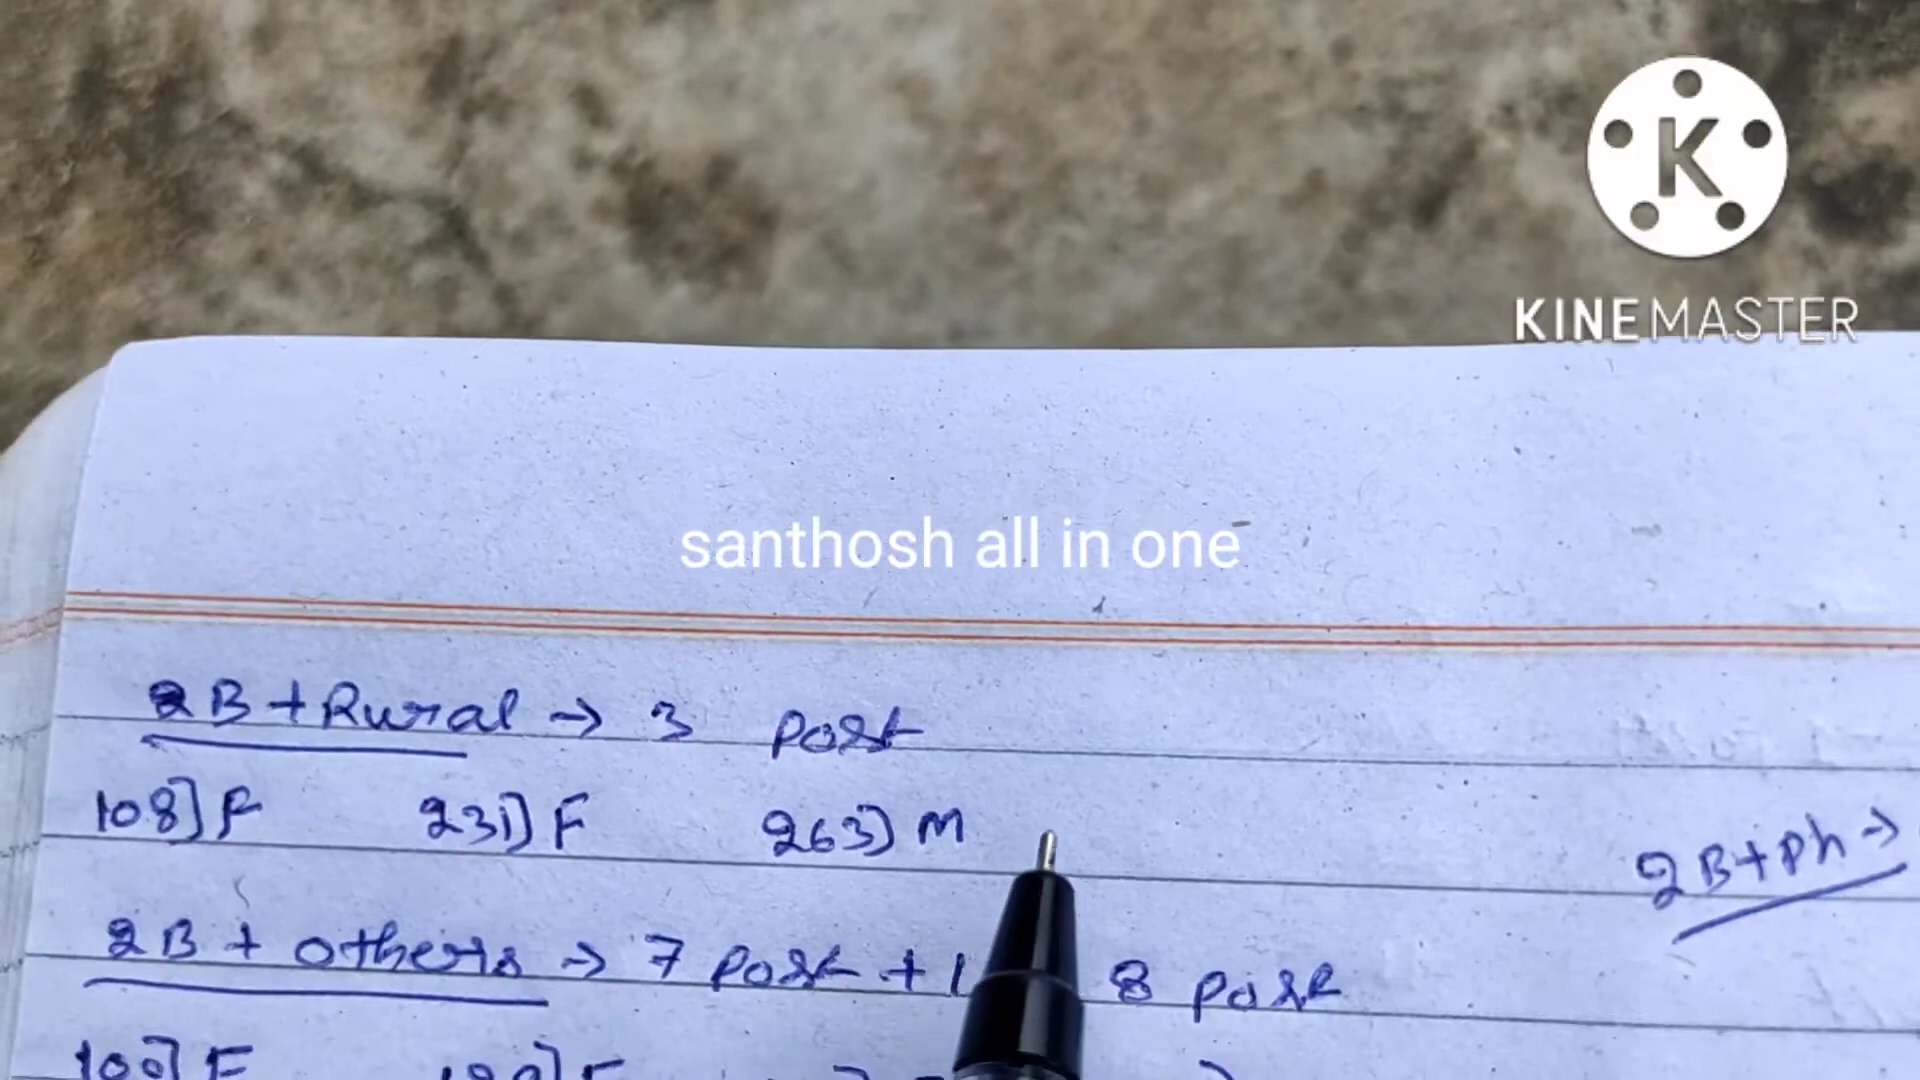 KINEMASTER
santhosh all in one
2B + Rural → 3 Post
108) F 231) F 263) M
2B + Ph →
2B + others → 7 Post + 1 8 Post
100) F